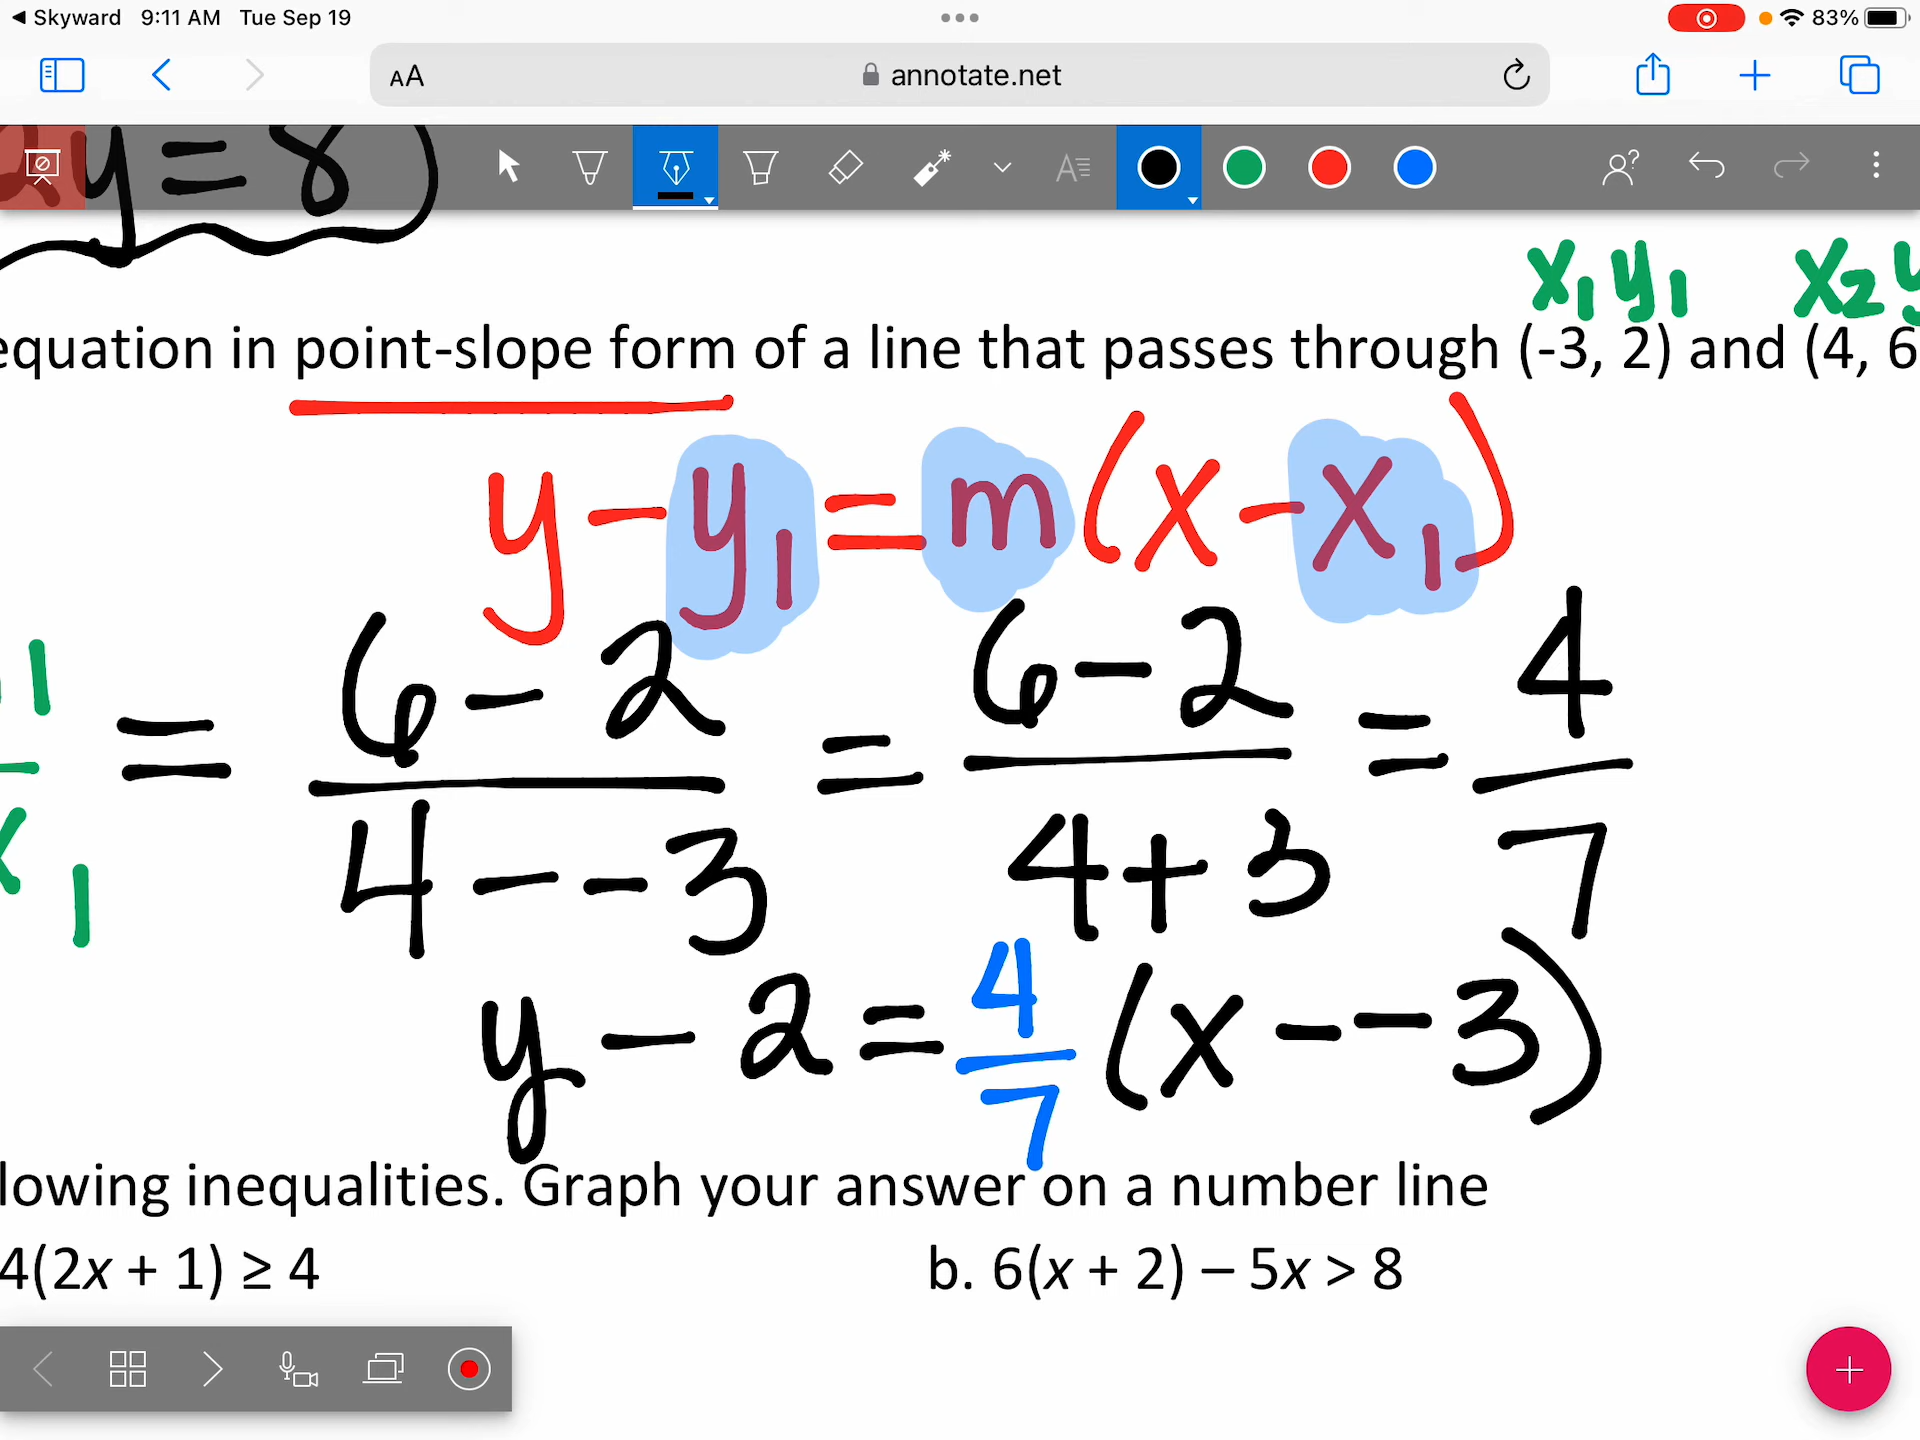 Skyward 9:11 AM Tue Sep 19 83%
AA annotate.net
y = 8
x1 y1 x2 y
equation in point-slope form of a line that passes through (-3, 2) and (4, 6
y - y1 = m(x - x1)
1 = 6 - 2 / 4 - - 3 = 6 - 2 / 4 + 3 = 4 / 7
x 1
y - 2 = 4/7 (x - - 3)
lowing inequalities. Graph your answer on a number line
4(2x + 1) ≥ 4 b. 6(x + 2) – 5x > 8